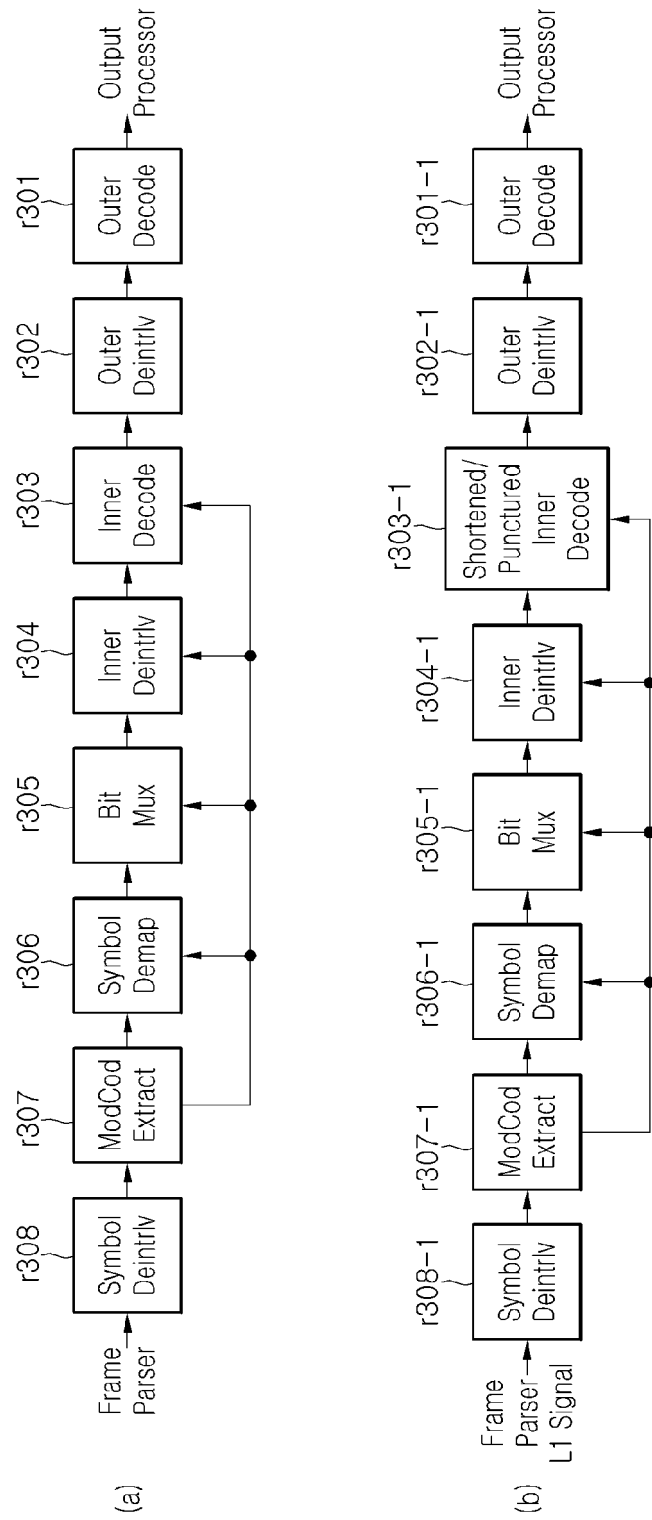 (a)
Frame
Parser
r308
Symbol
Deintrlv
r307
ModCod
Extract
r306
Symbol
Demap
r305
Bit
Mux
r304
Inner
Deintrlv
r303
Inner
Decode
r302
Outer
Deintrlv
r301
Outer
Decode
Output
Processor
(b)
Frame
Parser
L1 Signal
r308-1
Symbol
Deintrlv
r307-1
ModCod
Extract
r306-1
Symbol
Demap
r305-1
Bit
Mux
r304-1
Inner
Deintrlv
r303-1
Shortened/
Punctured
Inner
Decode
r302-1
Outer
Deintrlv
r301-1
Outer
Decode
Output
Processor